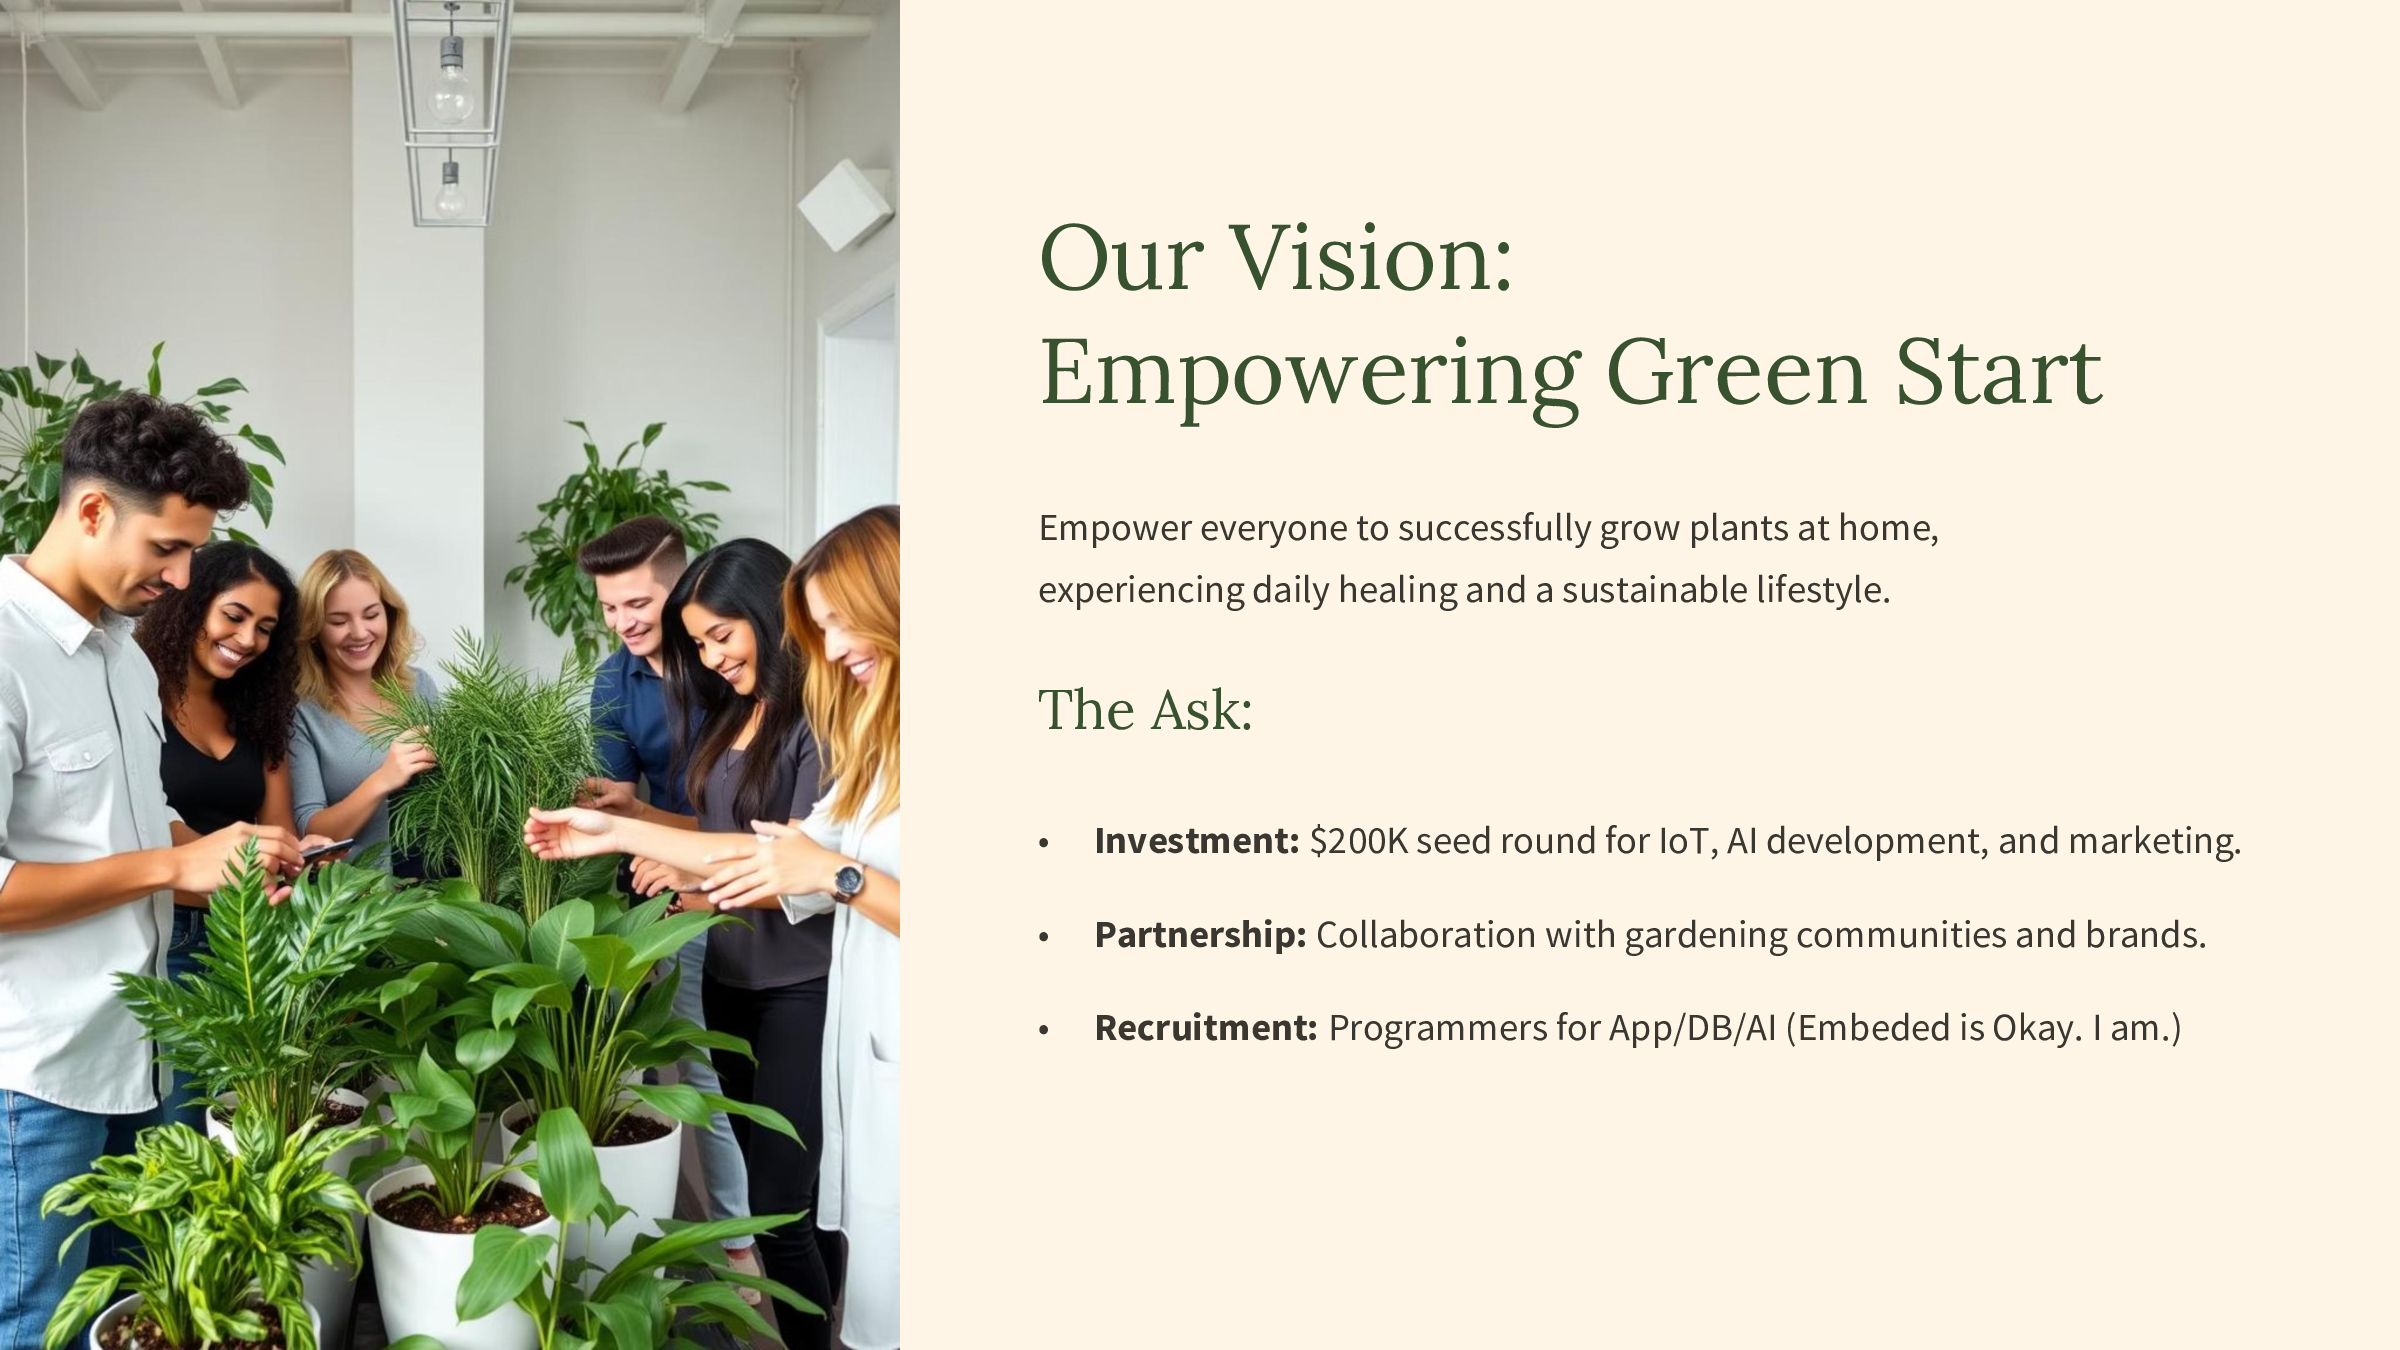 Our Vision:
Empowering Green Start
Empower everyone to successfully grow plants at home,
experiencing daily healing and a sustainable lifestyle.
The Ask:
• Investment: $200K seed round for IoT, AI development, and marketing.
• Partnership: Collaboration with gardening communities and brands.
• Recruitment: Programmers for App/DB/AI (Embeded is Okay. I am.)